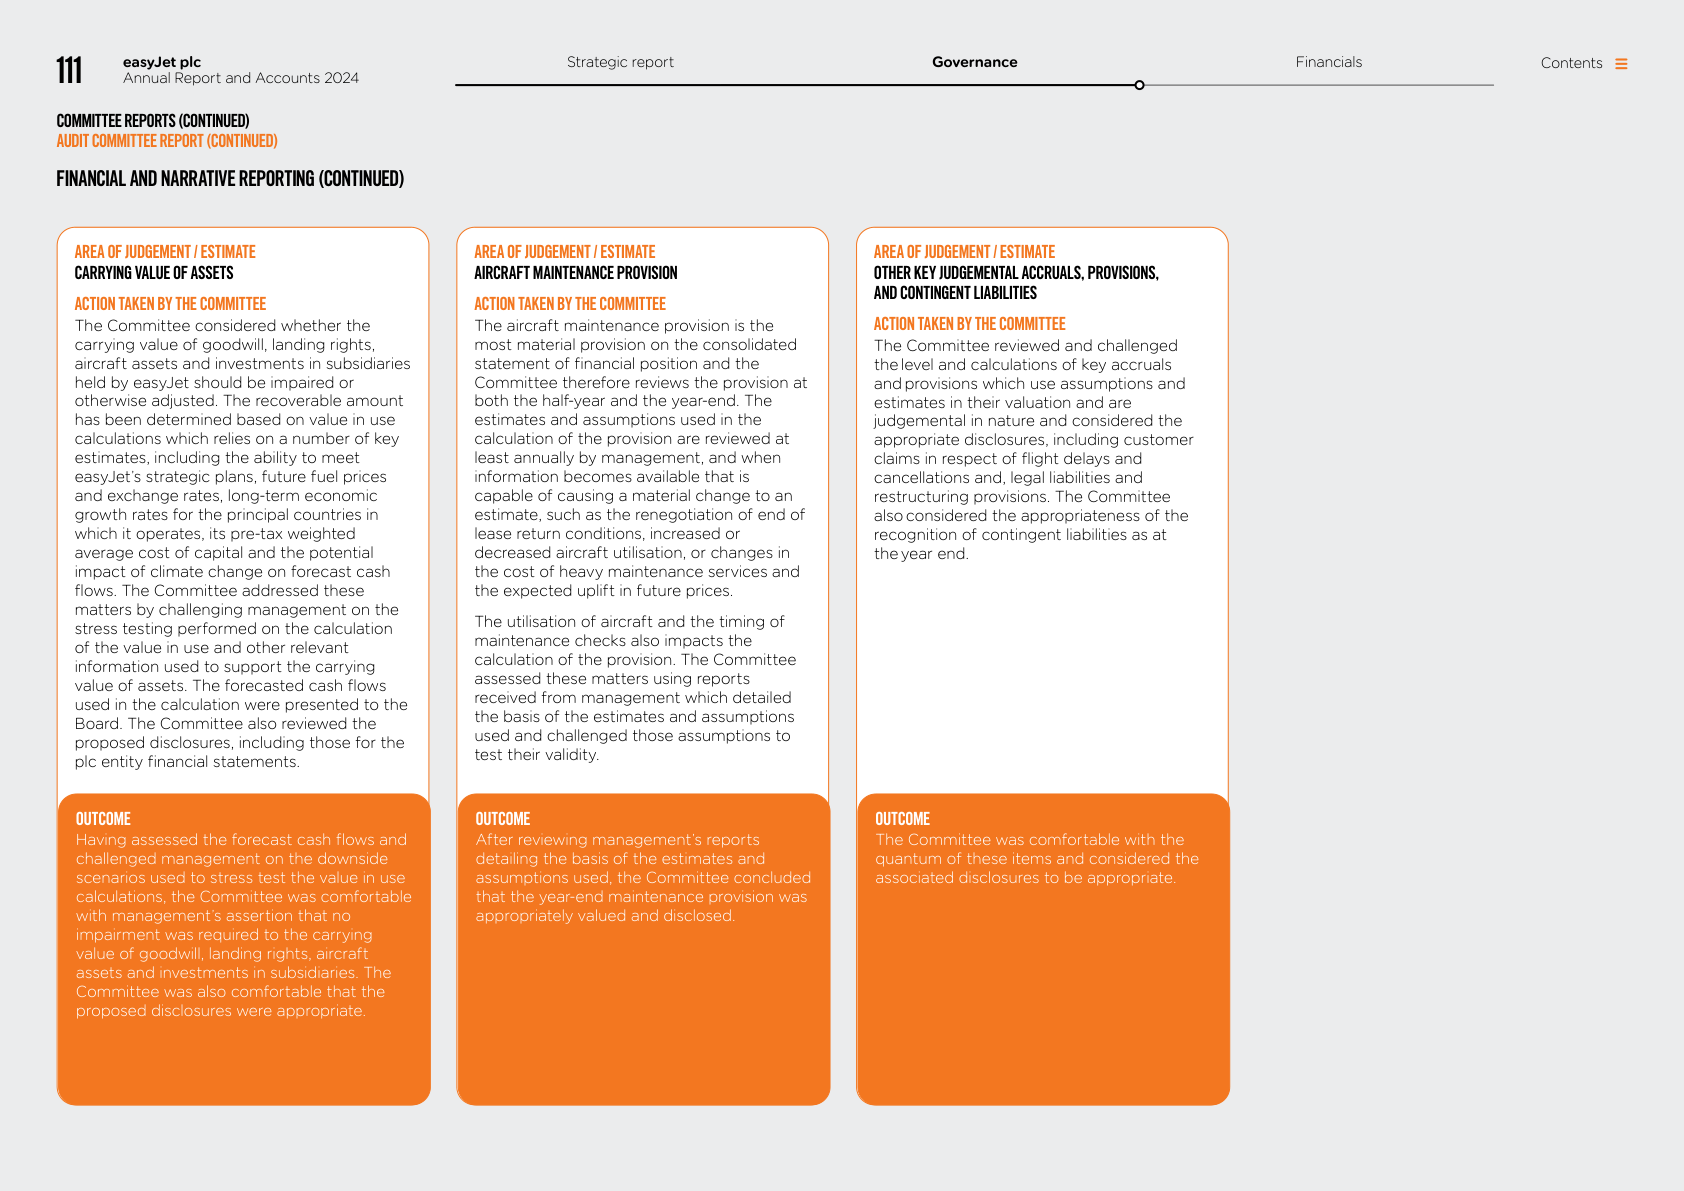 111
easyJet plc
Annual Report and Accounts 2024
Strategic report
Governance
Financials
Contents
COMMITTEE REPORTS (CONTINUED)
AUDIT COMMITTEE REPORT (CONTINUED)
FINANCIAL AND NARRATIVE REPORTING (CONTINUED)
AREA OF JUDGEMENT / ESTIMATE
CARRYING VALUE OF ASSETS
ACTION TAKEN BY THE COMMITTEE
The Committee considered whether the
carrying value of goodwill, landing rights,
aircraft assets and investments in subsidiaries
held by easyJet should be impaired or
otherwise adjusted. The recoverable amount
has been determined based on value in use
calculations which relies on a number of key
estimates, including the ability to meet
easyJet's strategic plans, future fuel prices
and exchange rates, long-term economic
growth rates for the principal countries in
which it operates, its pre-tax weighted
average cost of capital and the potential
impact of climate change on forecast cash
flows. The Committee addressed these
matters by challenging management on the
stress testing performed on the calculation
of the value in use and other relevant
information used to support the carrying
value of assets. The forecasted cash flows
used in the calculation were presented to the
Board. The Committee also reviewed the
proposed disclosures, including those for the
plc entity financial statements.
OUTCOME
Having assessed the forecast cash flows and
challenged management on the downside
scenarios used to stress test the value in use
calculations, the Committee was comfortable
with management's assertion that no
impairment was required to the carrying
value of goodwill, landing rights, aircraft
assets and investments in subsidiaries. The
Committee was also comfortable that the
proposed disclosures were appropriate.
AREA OF JUDGEMENT / ESTIMATE
AIRCRAFT MAINTENANCE PROVISION
ACTION TAKEN BY THE COMMITTEE
The aircraft maintenance provision is the
most material provision on the consolidated
statement of financial position and the
Committee therefore reviews the provision at
both the half-year and the year-end. The
estimates and assumptions used in the
calculation of the provision are reviewed at
least annually by management, and when
information becomes available that is
capable of causing a material change to an
estimate, such as the renegotiation of end of
lease return conditions, increased or
decreased aircraft utilisation, or changes in
the cost of heavy maintenance services and
the expected uplift in future prices.
The utilisation of aircraft and the timing of
maintenance checks also impacts the
calculation of the provision. The Committee
assessed these matters using reports
received from management which detailed
the basis of the estimates and assumptions
used and challenged those assumptions to
test their validity.
OUTCOME
After reviewing management's reports
detailing the basis of the estimates and
assumptions used, the Committee concluded
that the year-end maintenance provision was
appropriately valued and disclosed.
AREA OF JUDGEMENT / ESTIMATE
OTHER KEY JUDGEMENTAL ACCRUALS, PROVISIONS,
AND CONTINGENT LIABILITIES
ACTION TAKEN BY THE COMMITTEE
The Committee reviewed and challenged
the level and calculations of key accruals
and provisions which use assumptions and
estimates in their valuation and are
judgemental in nature and considered the
appropriate disclosures, including customer
claims in respect of flight delays and
cancellations and, legal liabilities and
restructuring provisions. The Committee
also considered the appropriateness of the
recognition of contingent liabilities as at
the year end.
OUTCOME
The Committee was comfortable with the
quantum of these items and considered the
associated disclosures to be appropriate.